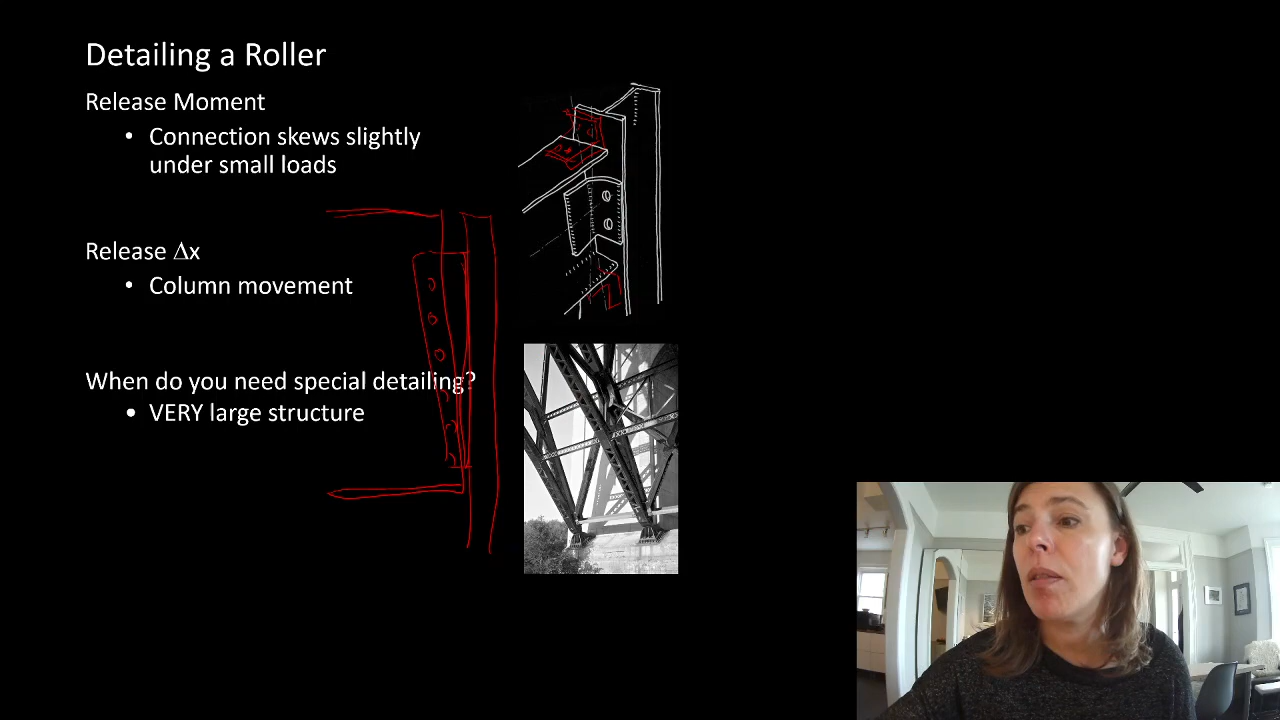 Detailing a Roller
Release Moment
• Connection skews slightly
under small loads
Release Δx
• Column movement
When do you need special detailing?
• VERY large structure